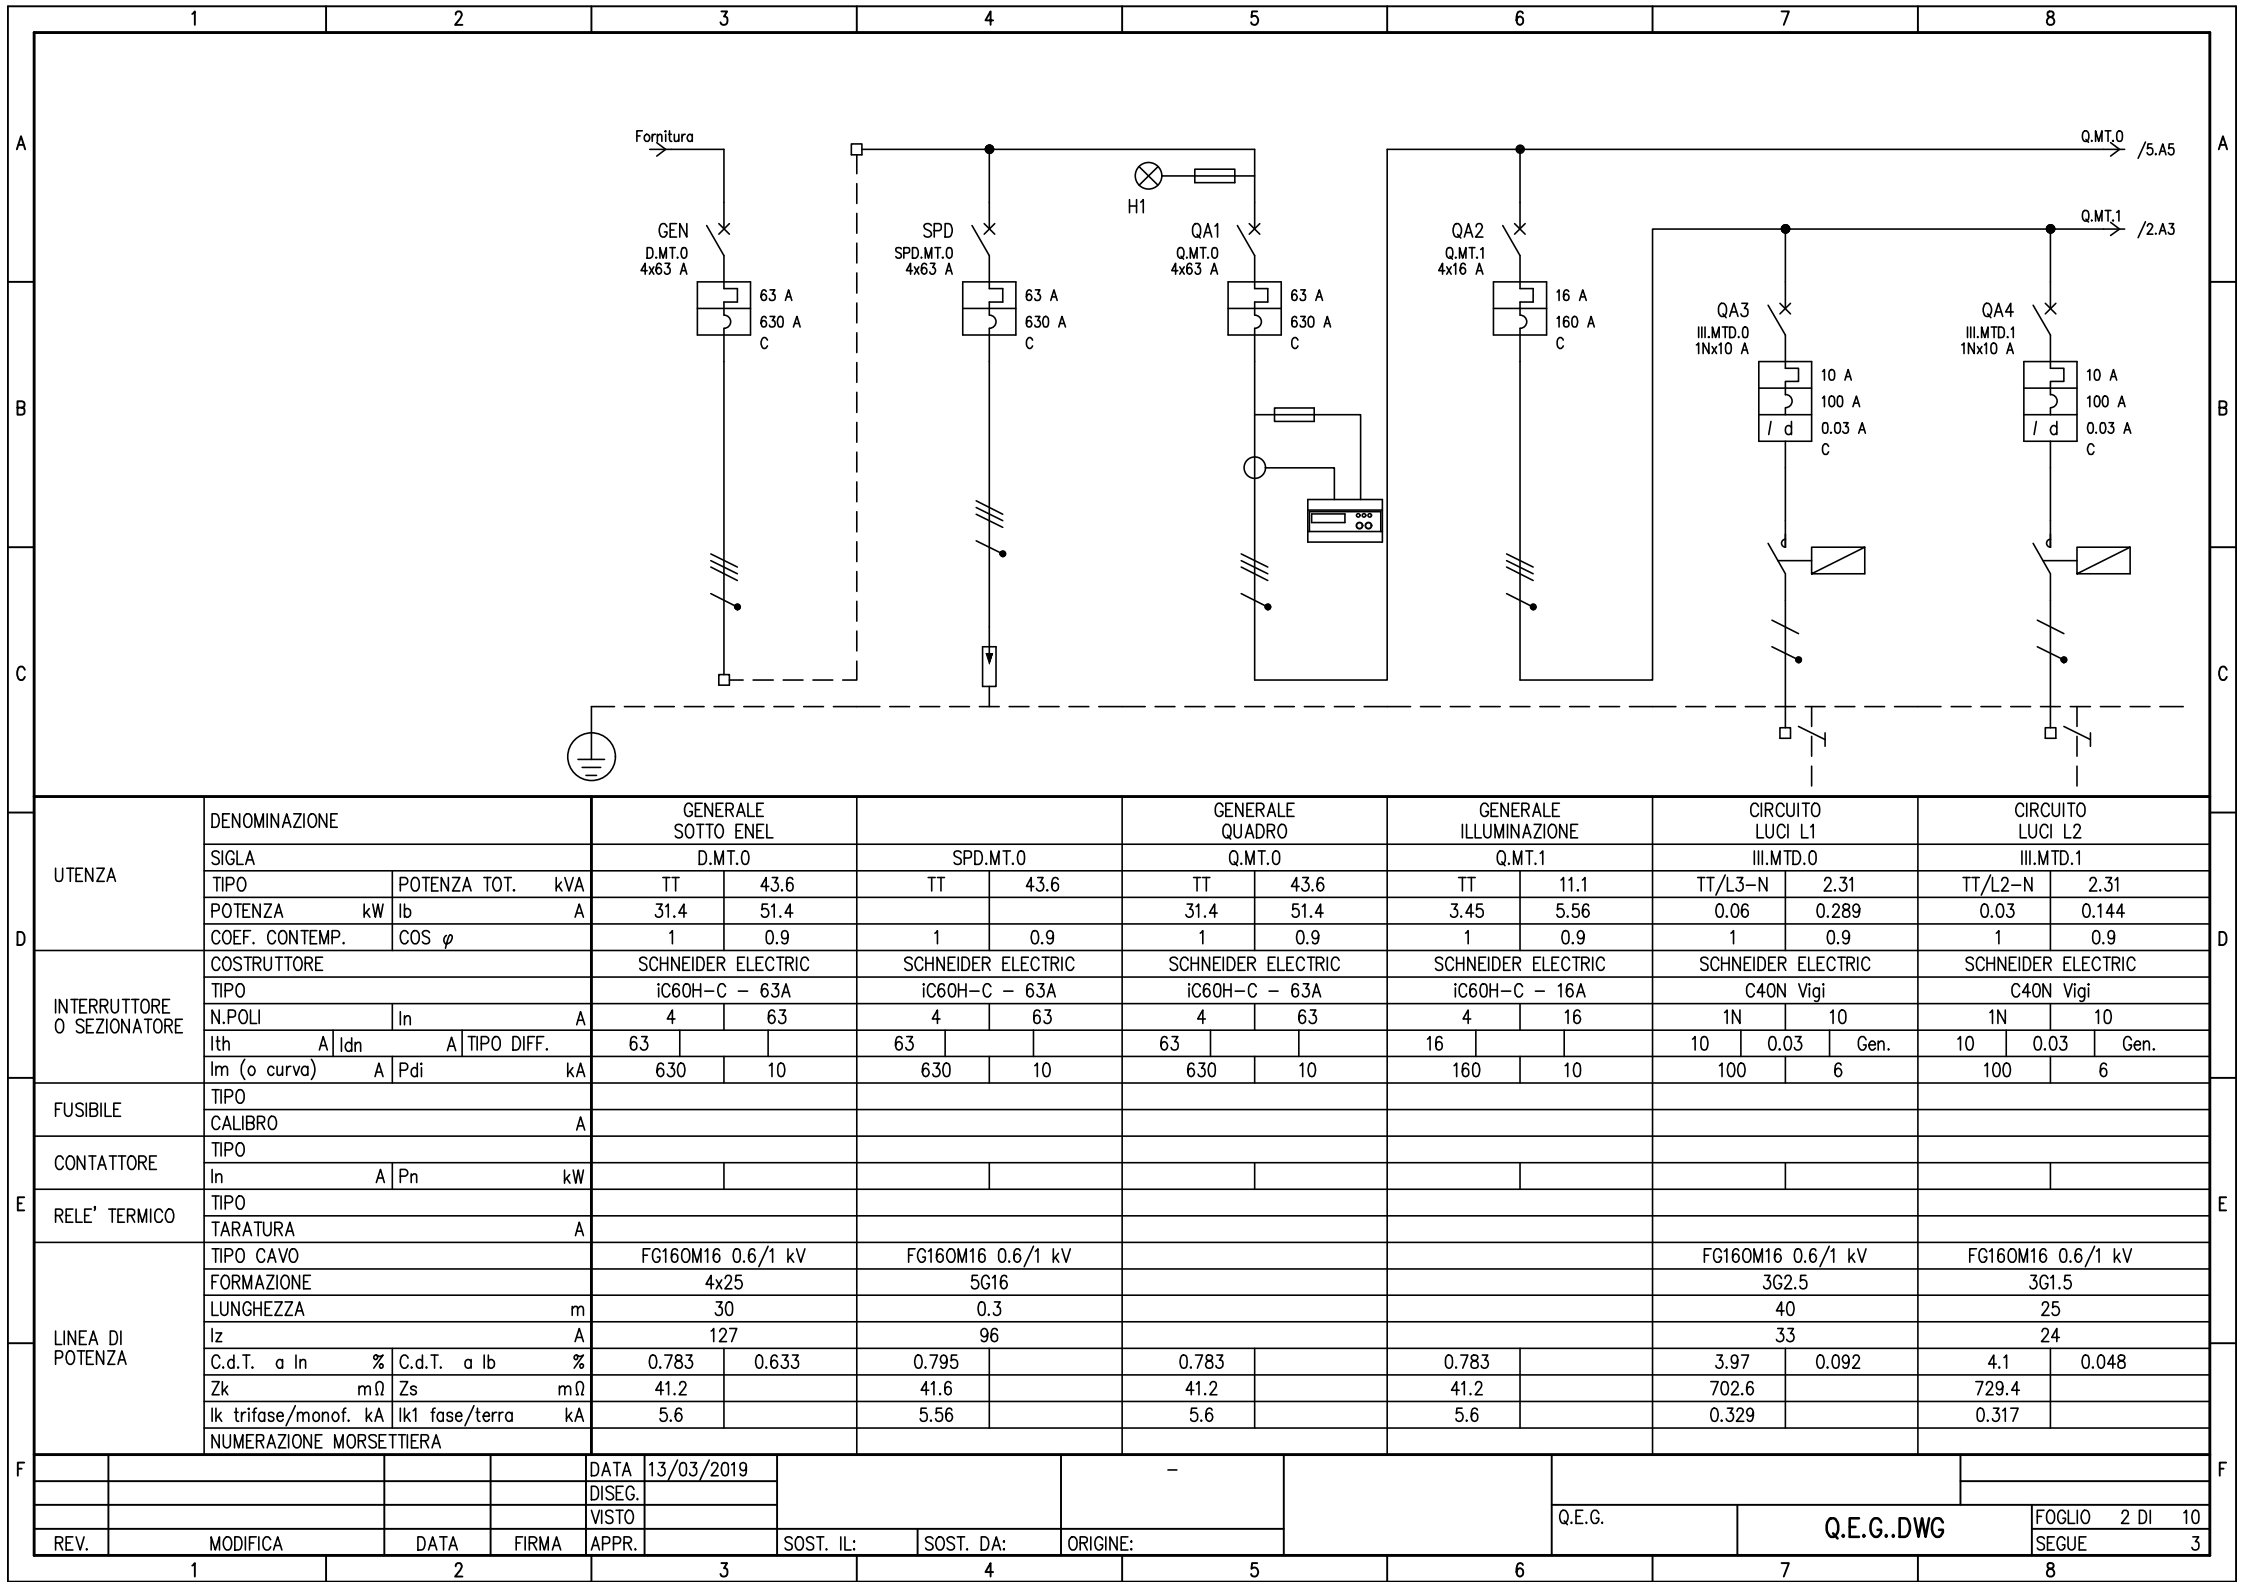 1 2 3 4 5 6 7 8
A
Fornitura
Q.MT.0 /5.A5
A
H1
Q.MT.1 /2.A3
GEN
D.MT.0
4x63 A
63 A
630 A
C
SPD
SPD.MT.0
4x63 A
63 A
630 A
C
QA1
Q.MT.0
4x63 A
63 A
630 A
C
QA2
Q.MT.1
4x16 A
16 A
160 A
C
QA3
III.MTD.0
1Nx10 A
10 A
100 A
I d 0.03 A
C
QA4
III.MTD.1
1Nx10 A
10 A
100 A
I d 0.03 A
C
B B
C C
UTENZA
DENOMINAZIONE GENERALE SOTTO ENEL GENERALE QUADRO GENERALE ILLUMINAZIONE CIRCUITO LUCI L1 CIRCUITO LUCI L2
SIGLA D.MT.0 SPD.MT.0 Q.MT.0 Q.MT.1 III.MTD.0 III.MTD.1
TIPO POTENZA TOT. kVA TT 43.6 TT 43.6 TT 43.6 TT 11.1 TT/L3-N 2.31 TT/L2-N 2.31
POTENZA kW Ib A 31.4 51.4 31.4 51.4 3.45 5.56 0.06 0.289 0.03 0.144
D D
COEF. CONTEMP. COS φ 1 0.9 1 0.9 1 0.9 1 0.9 1 0.9 1 0.9
INTERRUTTORE
O SEZIONATORE
COSTRUTTORE SCHNEIDER ELECTRIC SCHNEIDER ELECTRIC SCHNEIDER ELECTRIC SCHNEIDER ELECTRIC SCHNEIDER ELECTRIC SCHNEIDER ELECTRIC
TIPO iC60H-C - 63A iC60H-C - 63A iC60H-C - 63A iC60H-C - 16A C40N Vigi C40N Vigi
N.POLI In A 4 63 4 63 4 63 4 16 1N 10 1N 10
Ith A Idn A TIPO DIFF. 63 63 63 16 10 0.03 Gen. 10 0.03 Gen.
Im (o curva) A Pdi kA 630 10 630 10 630 10 160 10 100 6 100 6
FUSIBILE
TIPO
CALIBRO A
CONTATTORE
TIPO
In A Pn kW
E E
RELE' TERMICO
TIPO
TARATURA A
LINEA DI
POTENZA
TIPO CAVO FG16OM16 0.6/1 kV FG16OM16 0.6/1 kV FG16OM16 0.6/1 kV FG16OM16 0.6/1 kV
FORMAZIONE 4x25 5G16 3G2.5 3G1.5
LUNGHEZZA m 30 0.3 40 25
Iz A 127 96 33 24
C.d.T. a In % C.d.T. a Ib % 0.783 0.633 0.795 0.783 0.783 3.97 0.092 4.1 0.048
Zk mΩ Zs mΩ 41.2 41.6 41.2 41.2 702.6 729.4
Ik trifase/monof. kA Ik1 fase/terra kA 5.6 5.56 5.6 5.6 0.329 0.317
NUMERAZIONE MORSETTIERA
F F
DATA 13/03/2019 -
DISEG.
VISTO
REV. MODIFICA DATA FIRMA APPR. SOST. IL: SOST. DA: ORIGINE:
Q.E.G. Q.E.G..DWG
FOGLIO 2 DI 10
SEGUE 3
1 2 3 4 5 6 7 8